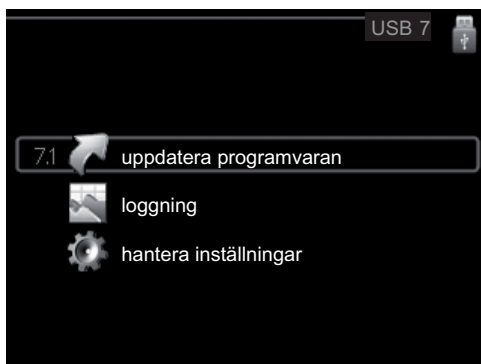 USB 7
7.1 uppdatera programvaran
loggning
hantera inställningar